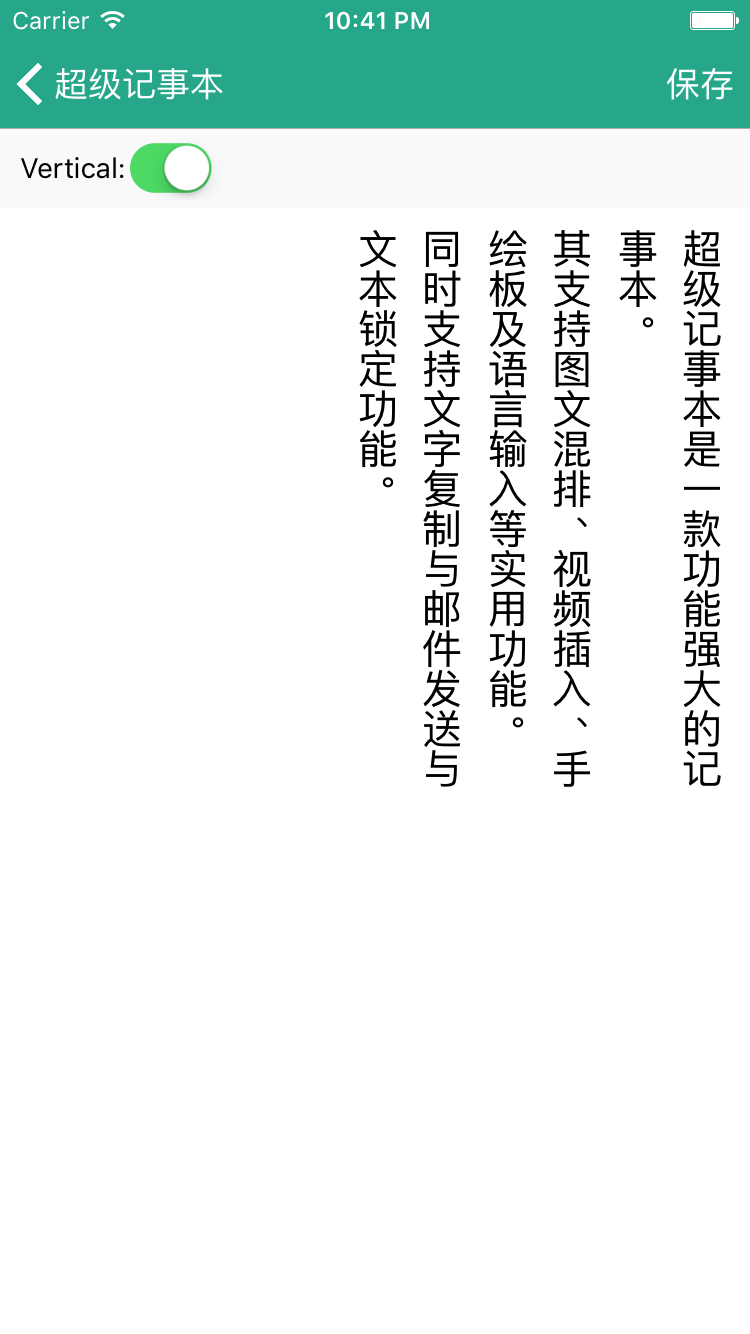 Carrier 10:41 PM
超级记事本 保存
Vertical:
超级记事本是一款功能强大的记
事本。
其支持图文混排、视频插入、手
绘板及语言输入等实用功能。
同时支持文字复制与邮件发送与
文本锁定功能。